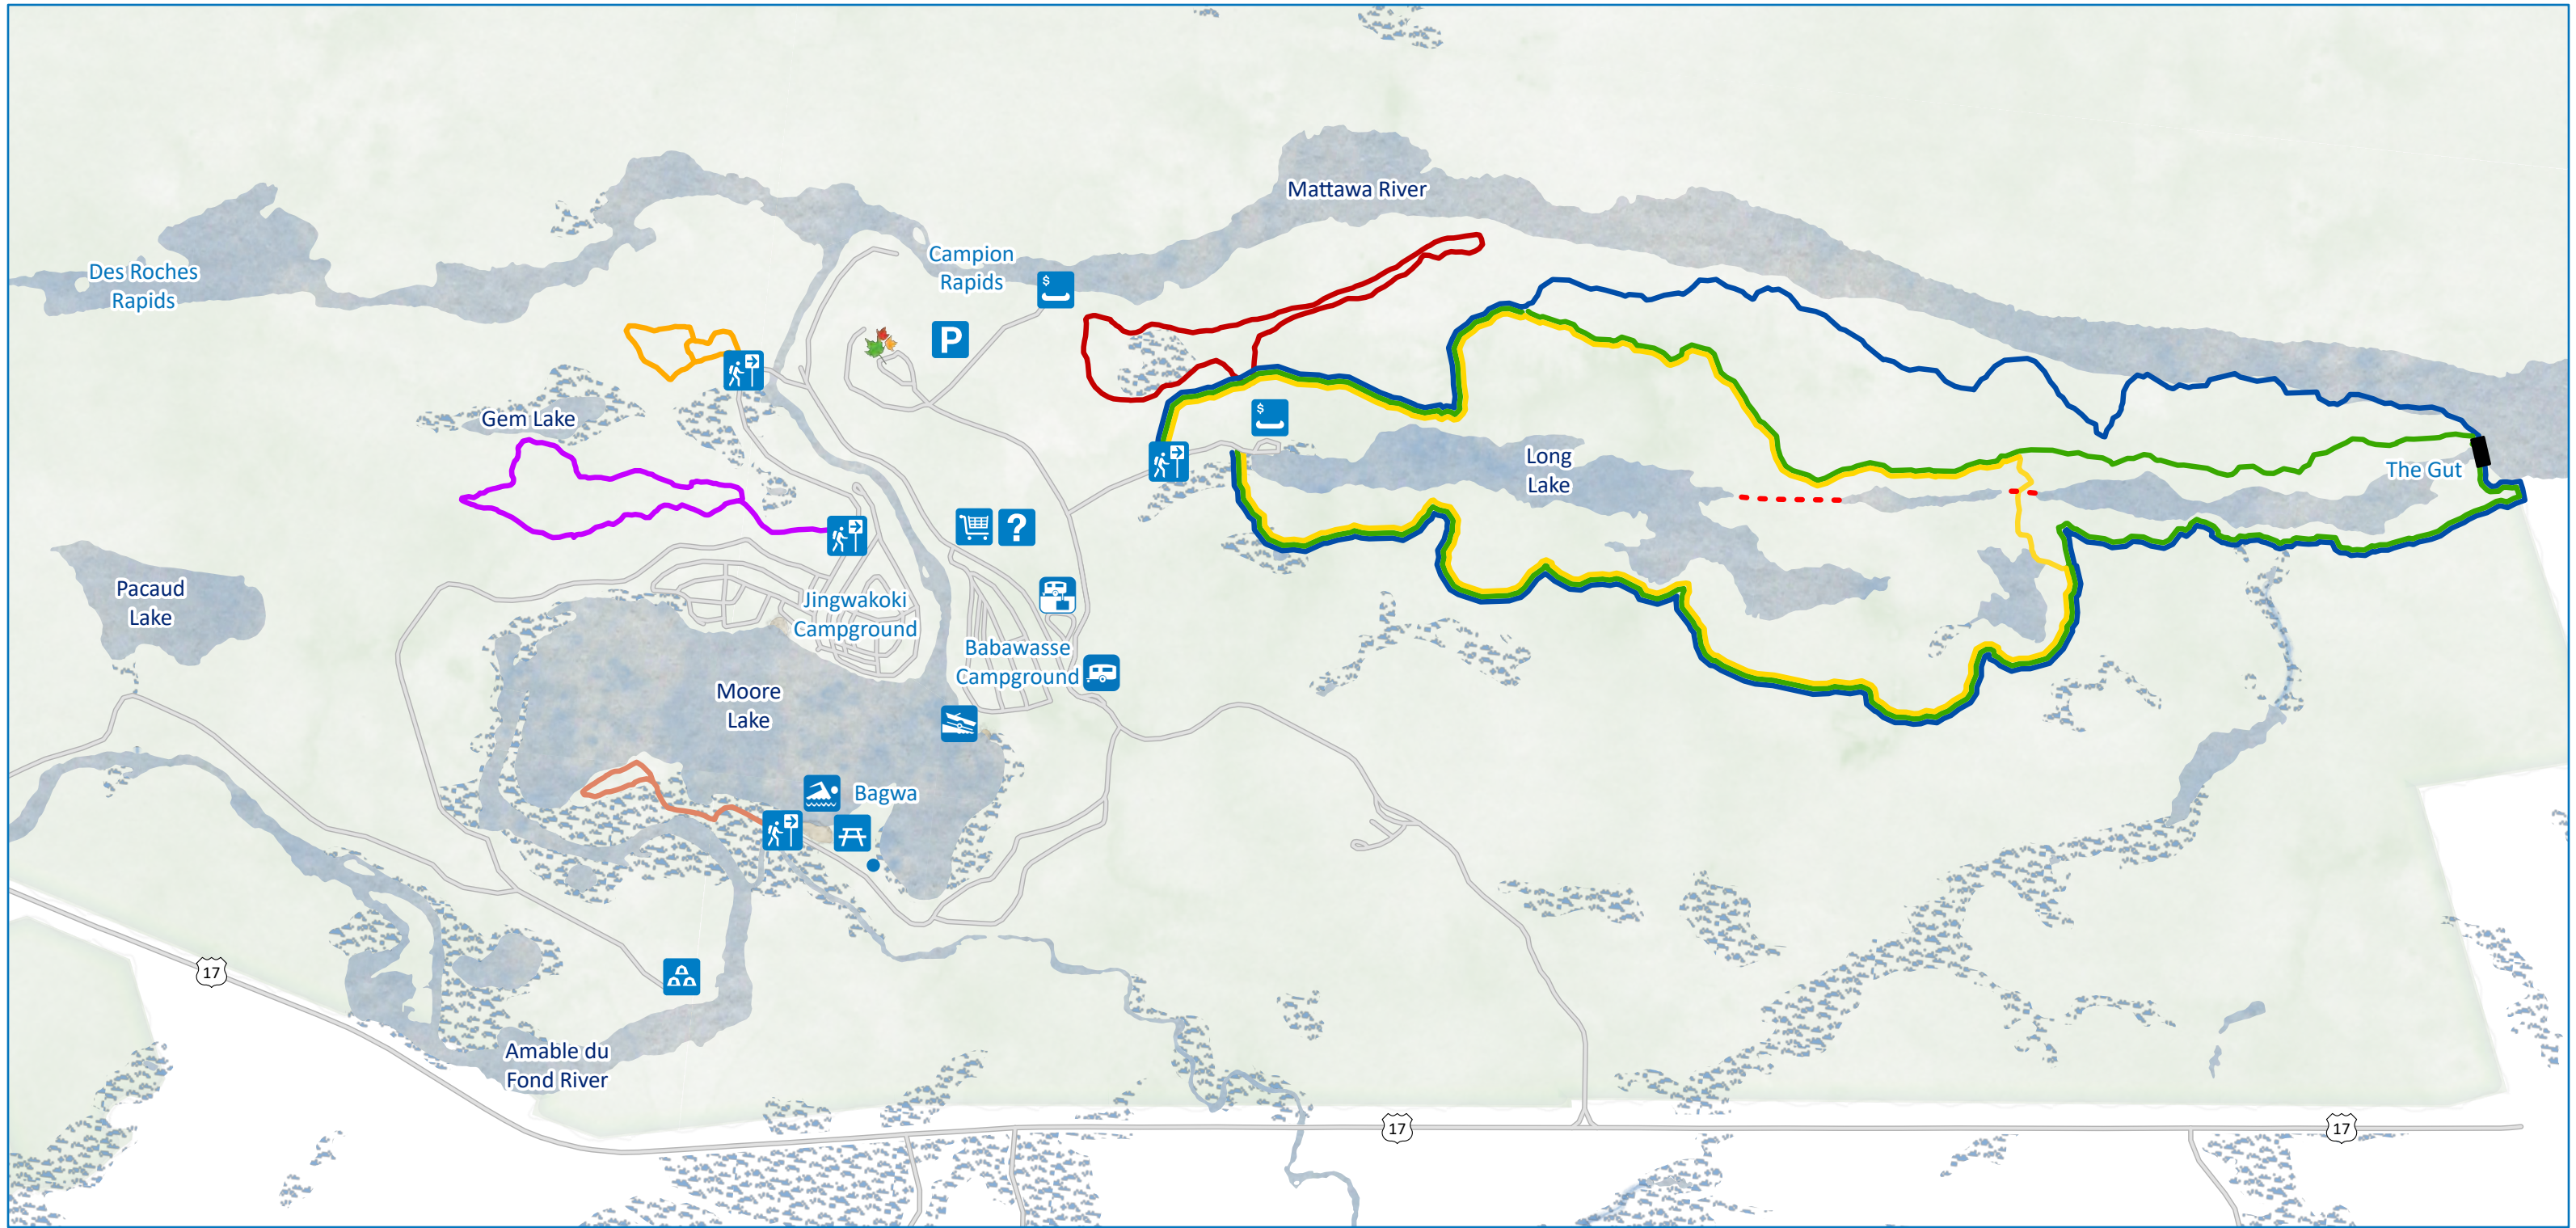 Mattawa River
Des Roches
Rapids
Campion
Rapids
$
P
Gem Lake
$
Long
Lake
The Gut
?
Pacaud
Lake
Jingwakoki
Campground
Babawasse
Campground
Moore
Lake
Bagwa
17
Amable du
Fond River
17
17